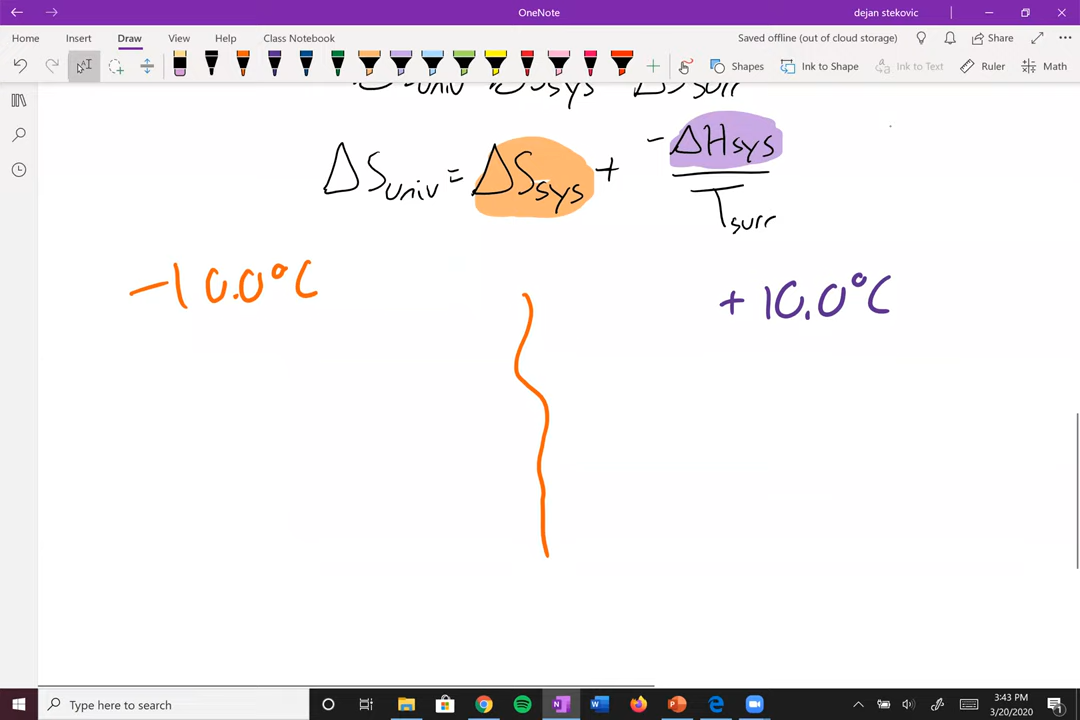 OneNote
dejan stekovic
Home Insert Draw View Help Class Notebook
Saved offline (out of cloud storage) Share
Shapes Ink to Shape Ink to Text Ruler Math
-ΔHsys
ΔSuniv = ΔSsys +
Tsurr
-10.0°C
+10.0°C
Type here to search
3:43 PM
3/20/2020